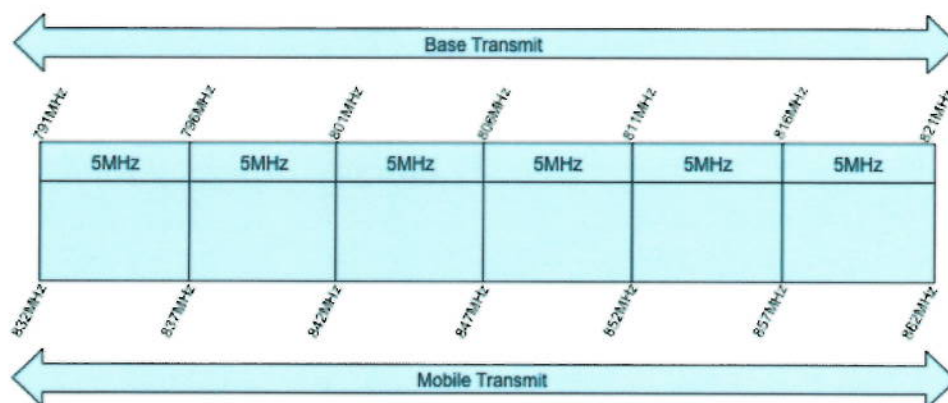 Base Transmit
791MHz 796MHz 801MHz 806MHz 811MHz 816MHz 821MHz
5MHz 5MHz 5MHz 5MHz 5MHz 5MHz
832MHz 837MHz 842MHz 847MHz 852MHz 857MHz 862MHz
Mobile Transmit